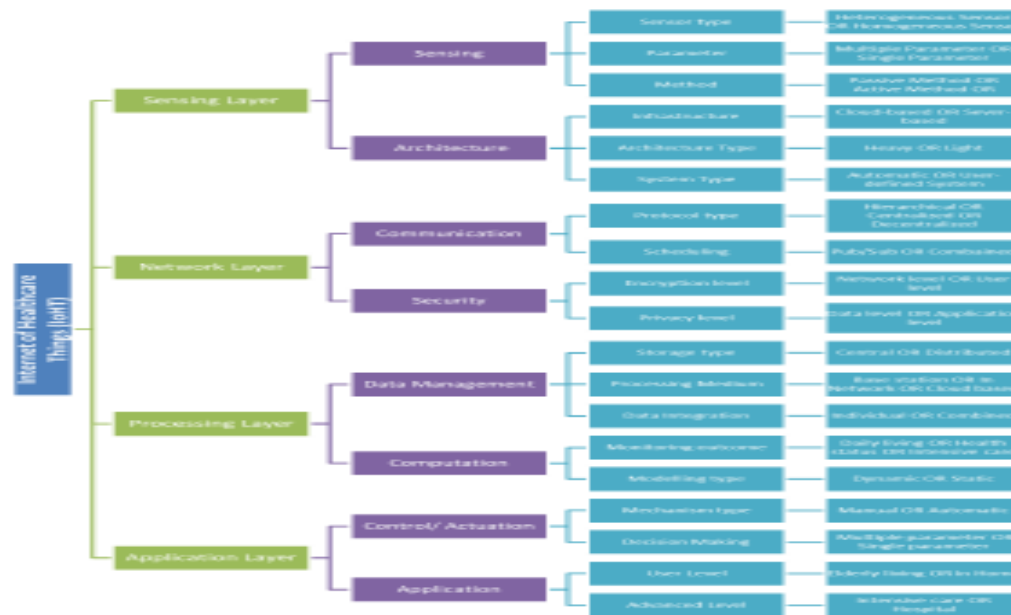 Internet of Healthcare
Things (IoHT)
Sensing Layer
Sensing
Sensor type
Heterogeneous Sensor
OR Homogeneous Sensor
Parameter
Multiple Parameter OR
Single Parameter
Method
Passive Method OR
Active Method OR
Architecture
Infrastructure
Cloud-based OR Sever-
based
Architecture Type
Heavy OR Light
System Type
Automatic OR User-
defined System
Network Layer
Communication
Protocol type
Hierarchical OR
Centralised OR
Decentralised
Scheduling
Pub/Sub OR Combined
Security
Encryption level
Network level OR User
level
Privacy level
Data level OR Application
level
Processing Layer
Data Management
Storage type
Central OR Distributed
Processing Medium
Base station OR In
Network OR Cloud based
Data Integration
Individual OR Combined
Computation
Monitoring outcome
Daily living OR Health
status OR Intensive care
Modelling type
Dynamic OR Static
Application Layer
Control/ Actuation
Mechanism type
Manual OR Automatic
Decision Making
Multiple parameter OR
Single parameter
Application
User Level
Elderly living OR In Home
Advanced Level
Intensive care OR
Hospital